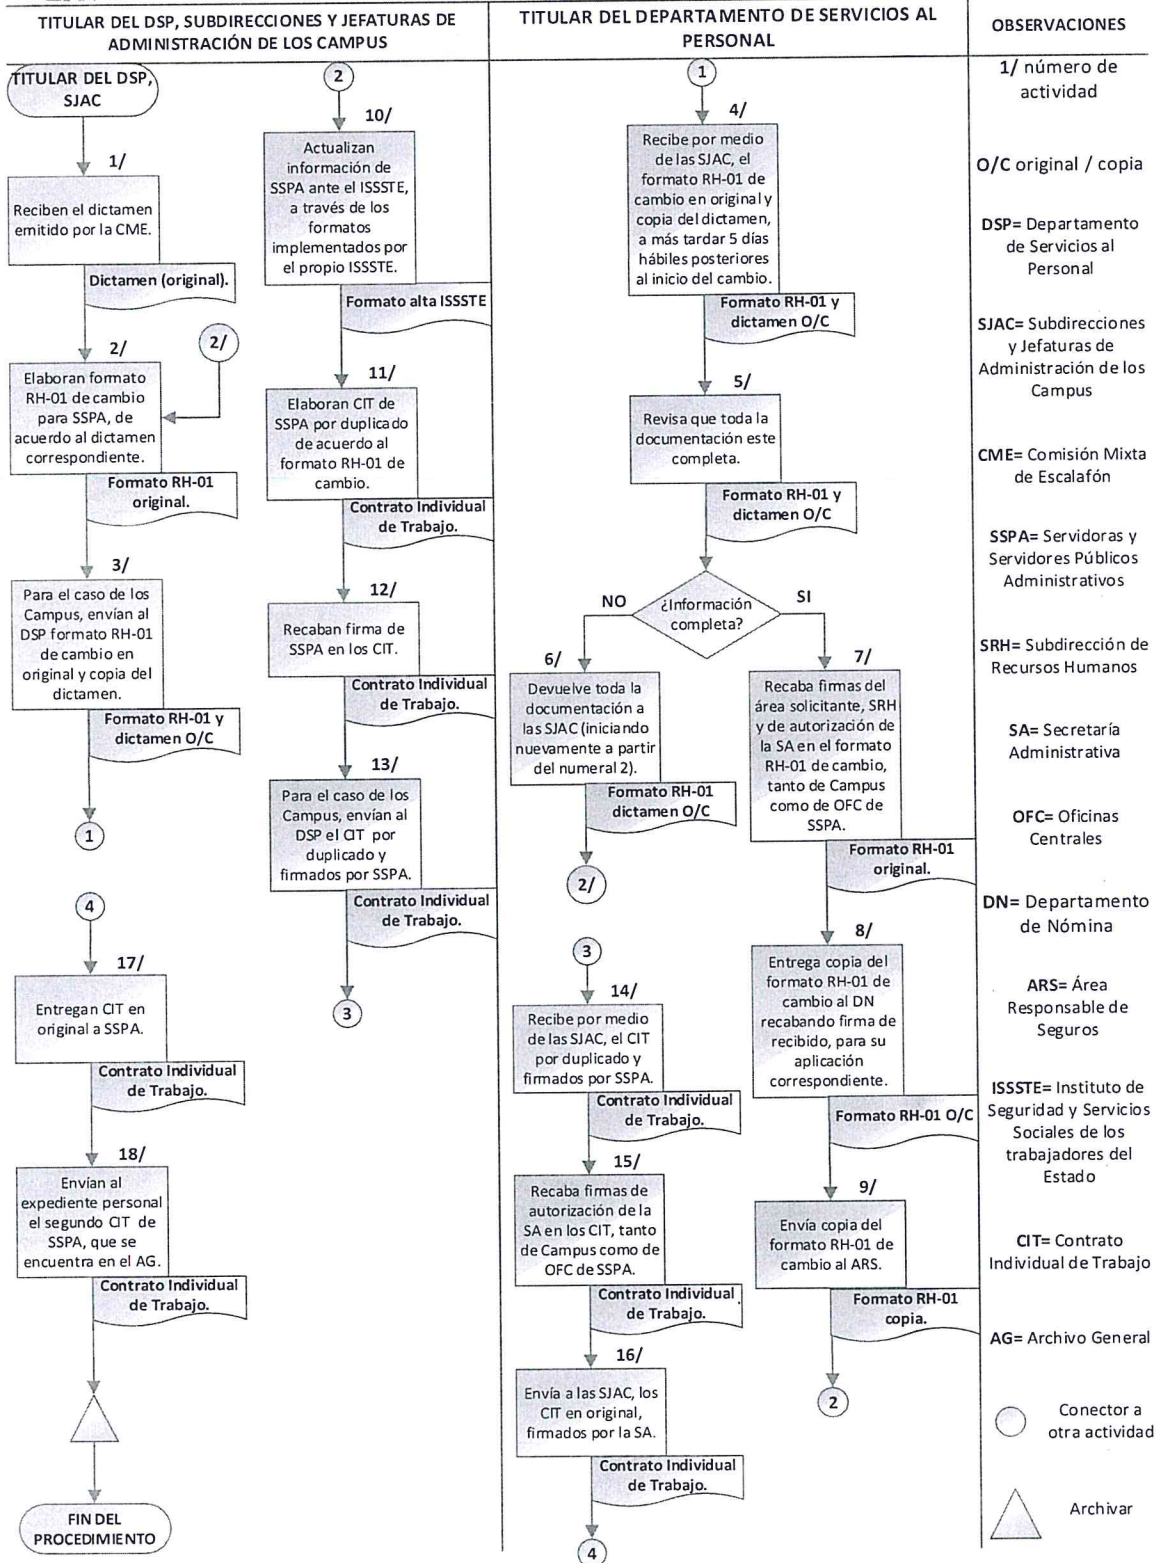 TITULAR DEL DSP, SUBDIRECCIONES Y JEFATURAS DE
ADMINISTRACIÓN DE LOS CAMPUS
TITULAR DEL DEPARTAMENTO DE SERVICIOS AL
PERSONAL
OBSERVACIONES
TITULAR DEL DSP,
SJAC
1/
Reciben el dictamen
emitido por la CME.
Dictamen (original).
2/
2/
Elaboran formato
RH-01 de cambio
para SSPA, de
acuerdo al dictamen
correspondiente.
Formato RH-01
original.
3/
Para el caso de los
Campus, envían al
DSP formato RH-01
de cambio en
original y copia del
dictamen.
Formato RH-01 y
dictamen O/C
1
4
17/
Entregan CIT en
original a SSPA.
Contrato Individual
de Trabajo.
18/
Envían al
expediente personal
el segundo CIT de
SSPA, que se
encuentra en el AG.
Contrato Individual
de Trabajo.
FIN DEL
PROCEDIMIENTO
2
10/
Actualizan
información de
SSPA ante el ISSSTE,
a través de los
formatos
implementados por
el propio ISSSTE.
Formato alta ISSSTE
11/
Elaboran CIT de
SSPA por duplicado
de acuerdo al
formato RH-01 de
cambio.
Contrato Individual
de Trabajo.
12/
Recaban firma de
SSPA en los CIT.
Contrato Individual
de Trabajo.
13/
Para el caso de los
Campus, envían al
DSP el CIT por
duplicado y
firmados por SSPA.
Contrato Individual
de Trabajo.
3
1
4/
Recibe por medio
de las SJAC, el
formato RH-01 de
cambio en original y
copia del dictamen,
a más tardar 5 días
hábiles posteriores
al inicio del cambio.
Formato RH-01 y
dictamen O/C
5/
Revisa que toda la
documentación este
completa.
Formato RH-01 y
dictamen O/C
¿Información
completa?
NO
SI
6/
Devuelve toda la
documentación a
las SJAC (iniciando
nuevamente a partir
del numeral 2).
Formato RH-01
dictamen O/C
2/
7/
Recaba firmas del
área solicitante, SRH
y de autorización de
la SA en el formato
RH-01 de cambio,
tanto de Campus
como de OFC de
SSPA.
Formato RH-01
original.
8/
Entrega copia del
formato RH-01 de
cambio al DN
recabando firma de
recibido, para su
aplicación
correspondiente.
Formato RH-01 O/C
9/
Envía copia del
formato RH-01 de
cambio al ARS.
Formato RH-01
copia.
2
3
14/
Recibe por medio
de las SJAC, el CIT
por duplicado y
firmados por SSPA.
Contrato Individual
de Trabajo.
15/
Recaba firmas de
autorización de la
SA en los CIT, tanto
de Campus como de
OFC de SSPA.
Contrato Individual
de Trabajo.
16/
Envía a las SJAC, los
CIT en original,
firmados por la SA.
Contrato Individual
de Trabajo.
4
1/ número de
actividad
O/C original / copia
DSP= Departamento
de Servicios al
Personal
SJAC= Subdirecciones
y Jefaturas de
Administración de los
Campus
CME= Comisión Mixta
de Escalafón
SSPA= Servidoras y
Servidores Públicos
Administrativos
SRH= Subdirección de
Recursos Humanos
SA= Secretaría
Administrativa
OFC= Oficinas
Centrales
DN= Departamento
de Nómina
ARS= Área
Responsable de
Seguros
ISSSTE= Instituto de
Seguridad y Servicios
Sociales de los
trabajadores del
Estado
CIT= Contrato
Individual de Trabajo
AG= Archivo General
Conector a
otra actividad
Archivar